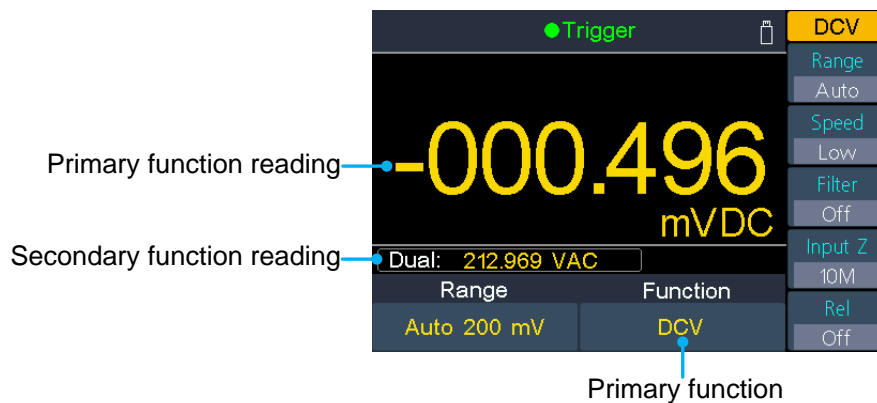 Trigger
DCV
Range
Auto
Speed
Low
Filter
Off
Input Z
10M
Rel
Off
Primary function reading
-000.496
mVDC
Secondary function reading
Dual: 212.969 VAC
Range Function
Auto 200 mV DCV
Primary function